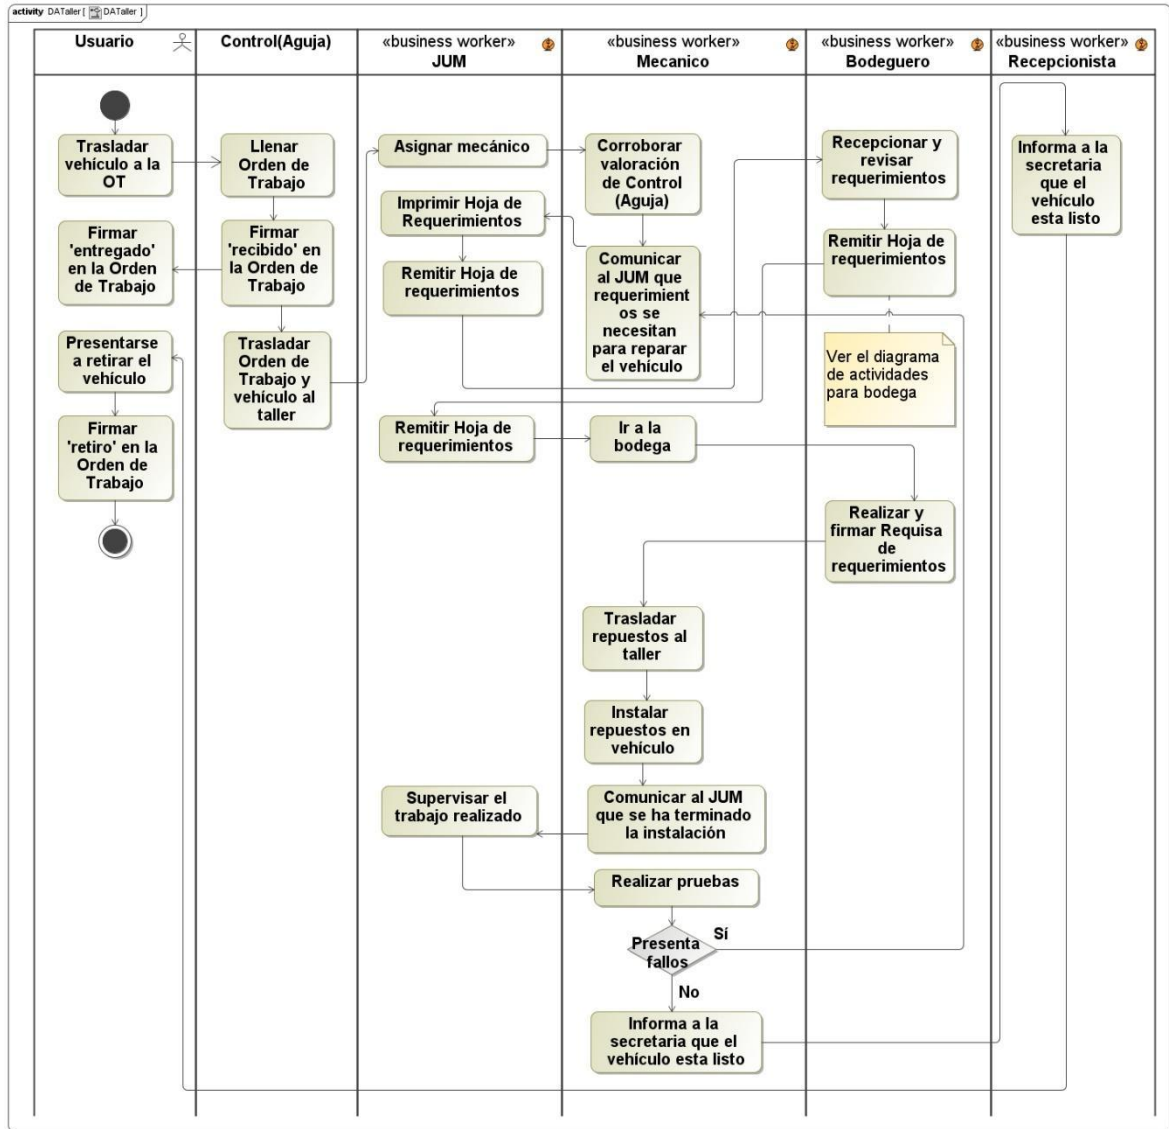 activity DATaller [ DATaller ]
Usuario
Control(Aguja)
«business worker»
JUM
«business worker»
Mecanico
«business worker»
Bodeguero
«business worker»
Recepcionista
Trasladar
vehículo a la
OT
Firmar
'entregado'
en la Orden
de Trabajo
Presentarse
a retirar el
vehículo
Firmar
'retiro' en la
Orden de
Trabajo
Llenar
Orden de
Trabajo
Firmar
'recibido' en
la Orden de
Trabajo
Trasladar
Orden de
Trabajo y
vehículo al
taller
Asignar mecánico
Imprimir Hoja de
Requerimientos
Remitir Hoja de
requerimientos
Remitir Hoja de
requerimientos
Supervisar el
trabajo realizado
Corroborar
valoración
de Control
(Aguja)
Comunicar
al JUM que
requerimient
os se
necesitan
para reparar
el vehículo
Ir a la
bodega
Trasladar
repuestos al
taller
Instalar
repuestos en
vehículo
Comunicar al JUM
que se ha terminado
la instalación
Realizar pruebas
Presenta
fallos
Sí
No
Informa a la
secretaria que el
vehículo esta listo
Recepcionar y
revisar
requerimientos
Remitir Hoja de
requerimientos
Ver el diagrama
de actividades
para bodega
Realizar y
firmar Requisa
de
requerimientos
Informa a la
secretaria
que el
vehículo
esta listo